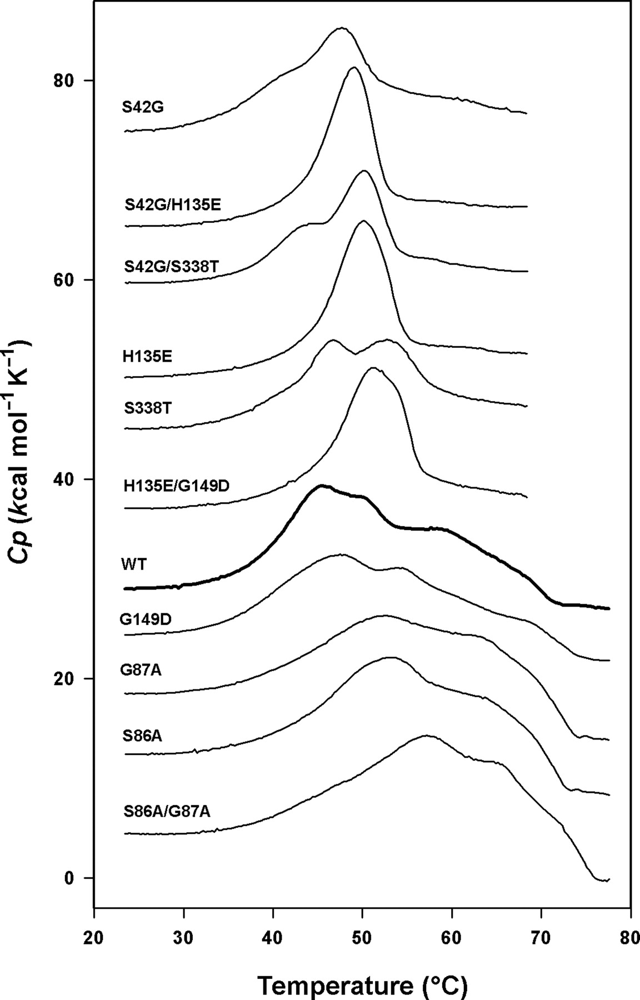 80
S42G
S42G/H135E
S42G/S338T
60
H135E
S338T
H135E/G149D
40
WT
G149D
G87A
20
S86A
S86A/G87A
0
Cp (kcal mol⁻¹ K⁻¹)
20 30 40 50 60 70 80
Temperature (°C)